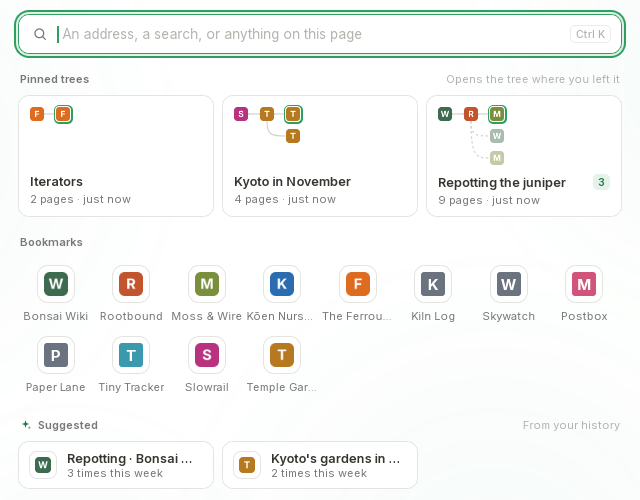 An address, a search, or anything on this page Ctrl K
Pinned trees Opens the tree where you left it
F F
S T T
T
W R M
W
M
Iterators
2 pages · just now
Kyoto in November
4 pages · just now
Repotting the juniper 3
9 pages · just now
Bookmarks
W R M K F K W M
Bonsai Wiki Rootbound Moss & Wire Kōen Nurs... The Ferrou... Kiln Log Skywatch Postbox
P T S T
Paper Lane Tiny Tracker Slowrail Temple Gar...
Suggested From your history
W Repotting · Bonsai ...
3 times this week
T Kyoto's gardens in ...
2 times this week